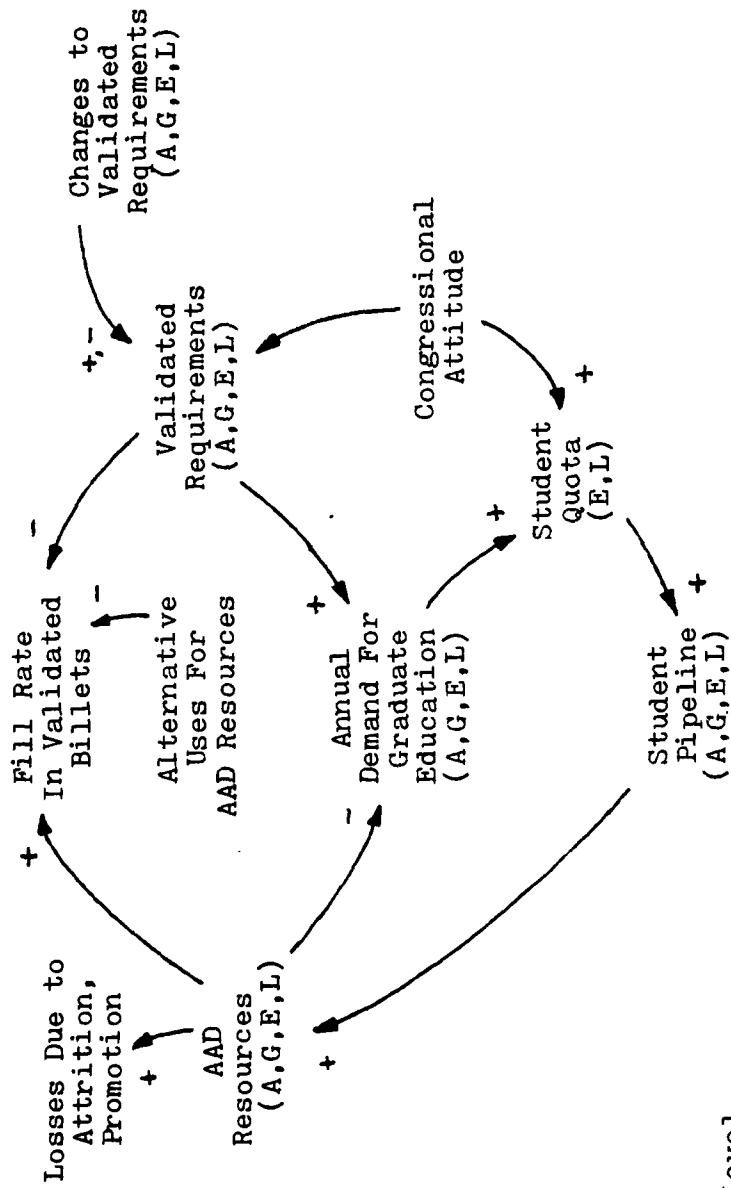 Losses Due to
Attrition,
Promotion
+
AAD
Resources
(A,G,E,L)
+
+
Fill Rate
In Validated
Billets
-
-
Alternative
Uses For
AAD Resources
-
+
Annual
Demand For
Graduate
Education
(A,G,E,L)
Changes to
Validated
Requirements
(A,G,E,L)
+,-
Validated
Requirements
(A,G,E,L)
Congressional
Attitude
+
+
Student
Quota
(E,L)
+
Student
Pipeline
(A,G,E,L)